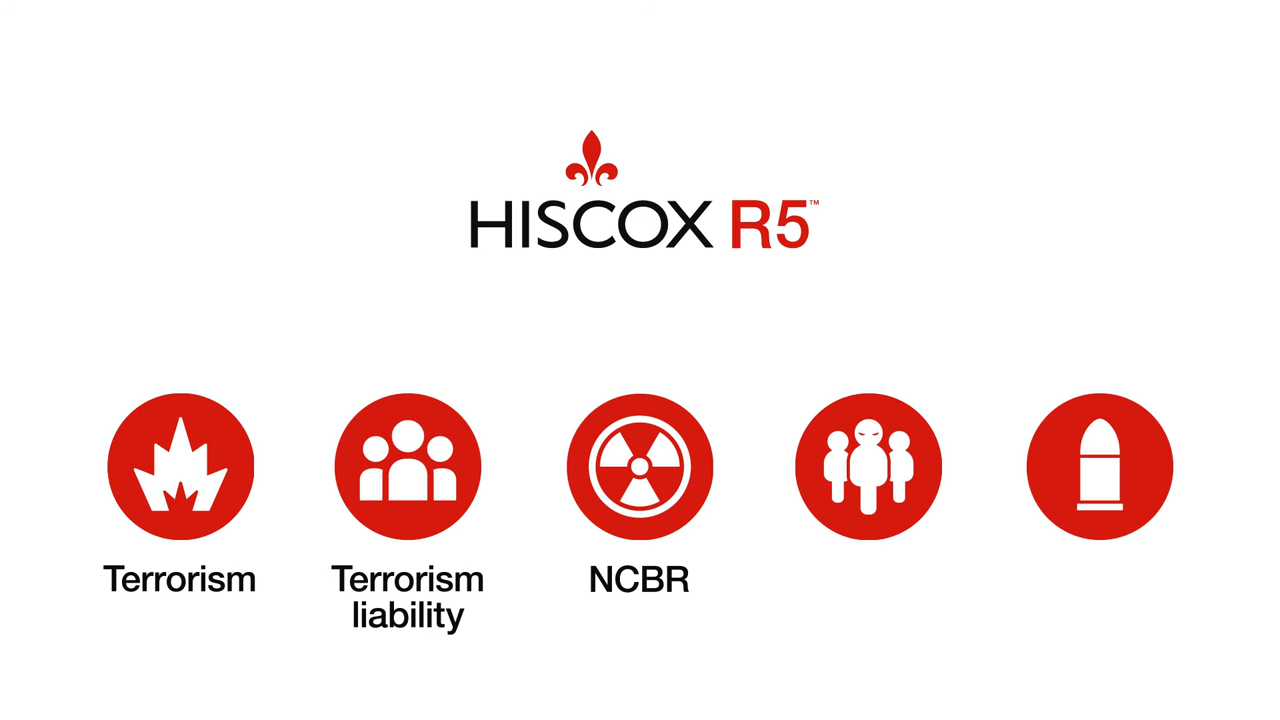 HISCOX R5™
Terrorism
Terrorism
liability
NCBR